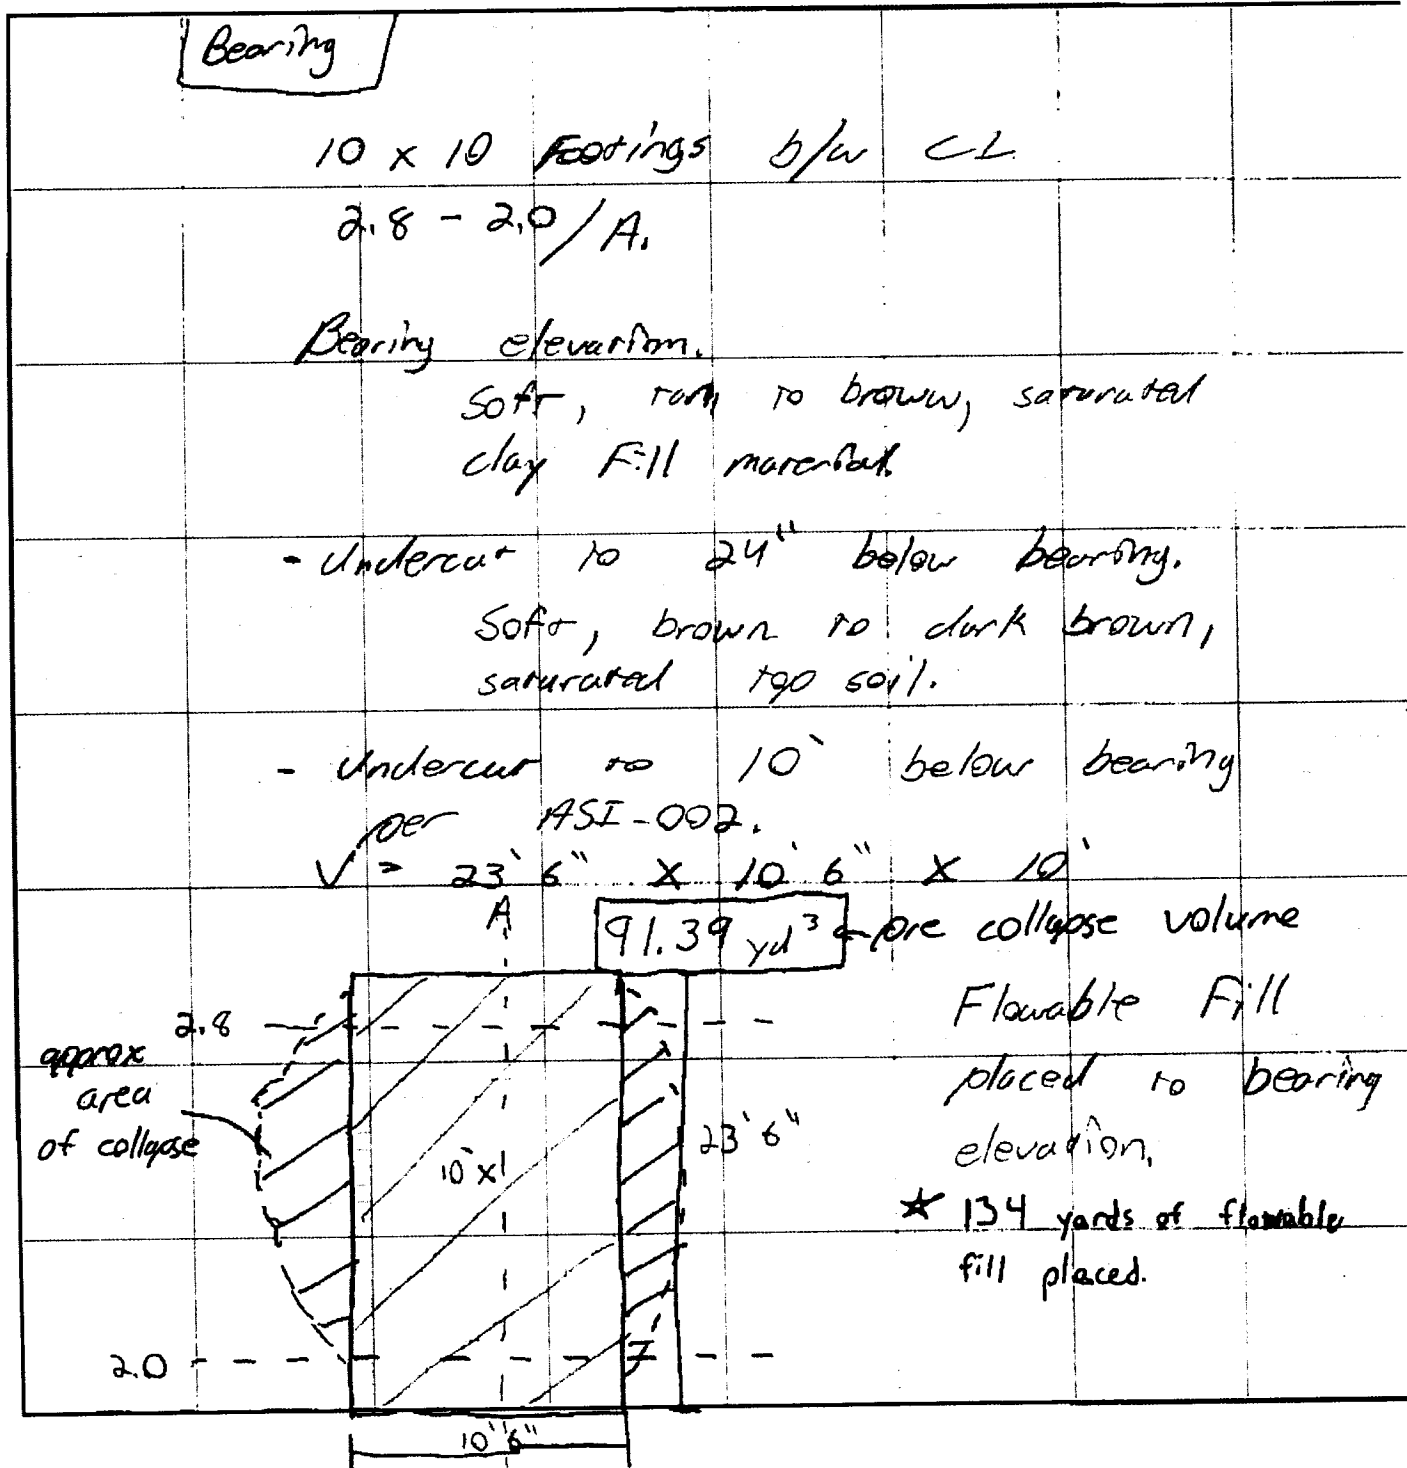 Bearing
10 x 10 Footings b/w CL
2.8 - 2.0/A.
Bearing elevation.
Soft, tan to brown, saturated
clay Fill material.
- Undercut to 24" below bearing.
Soft, brown to dark brown,
saturated top soil.
- Undercut to 10' below bearing
per ASI-002.
V = 23' 6" x 10' 6" x 10'
A
91.39 yd³ ← pre collapse volume
Flowable Fill
2.8
placed to bearing
approx
area
of collapse
23' 6"
elevation.
10' x
★ 134 yards of flowable
fill placed.
2.0
10' 6"